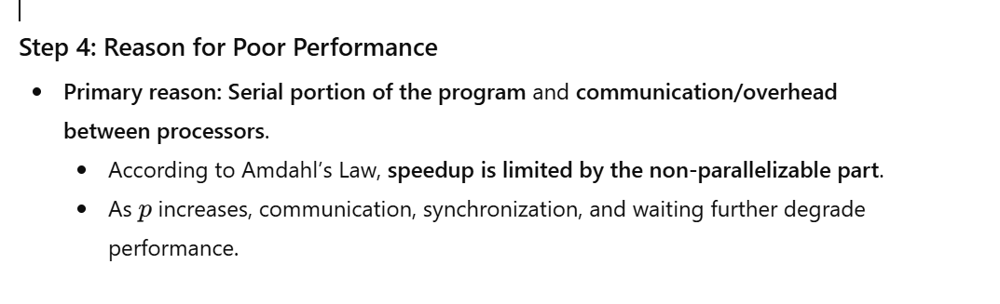 Step 4: Reason for Poor Performance
• Primary reason: Serial portion of the program and communication/overhead
between processors.
• According to Amdahl’s Law, speedup is limited by the non-parallelizable part.
• As p increases, communication, synchronization, and waiting further degrade
performance.